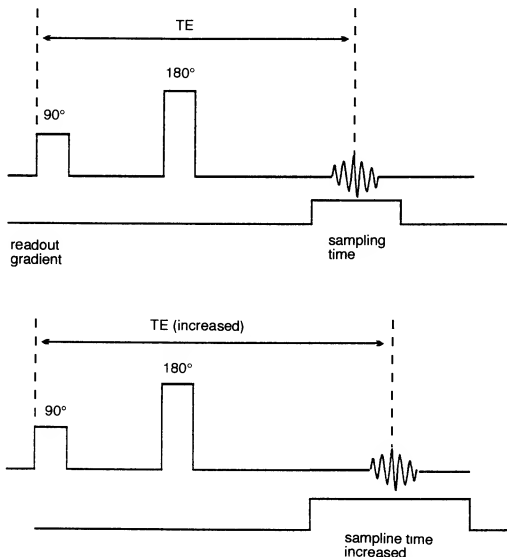 TE
180°
90°
readout
gradient
sampling
time
TE (increased)
180°
90°
sampline time
increased